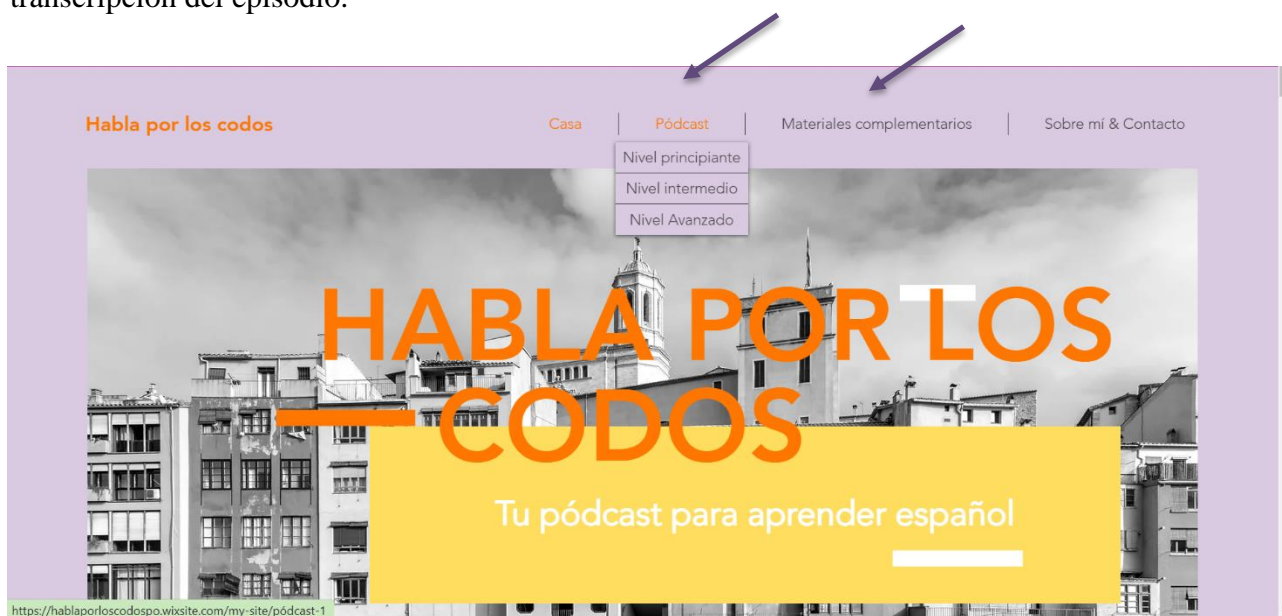 transcripción del episodio.
Habla por los codos
Casa
Pódcast
Materiales complementarios
Sobre mí & Contacto
Nivel principiante
Nivel intermedio
Nivel Avanzado
HABLA POR LOS
CODOS
Tu pódcast para aprender español
https://hablaporloscodospo.wixsite.com/my-site/pódcast-1